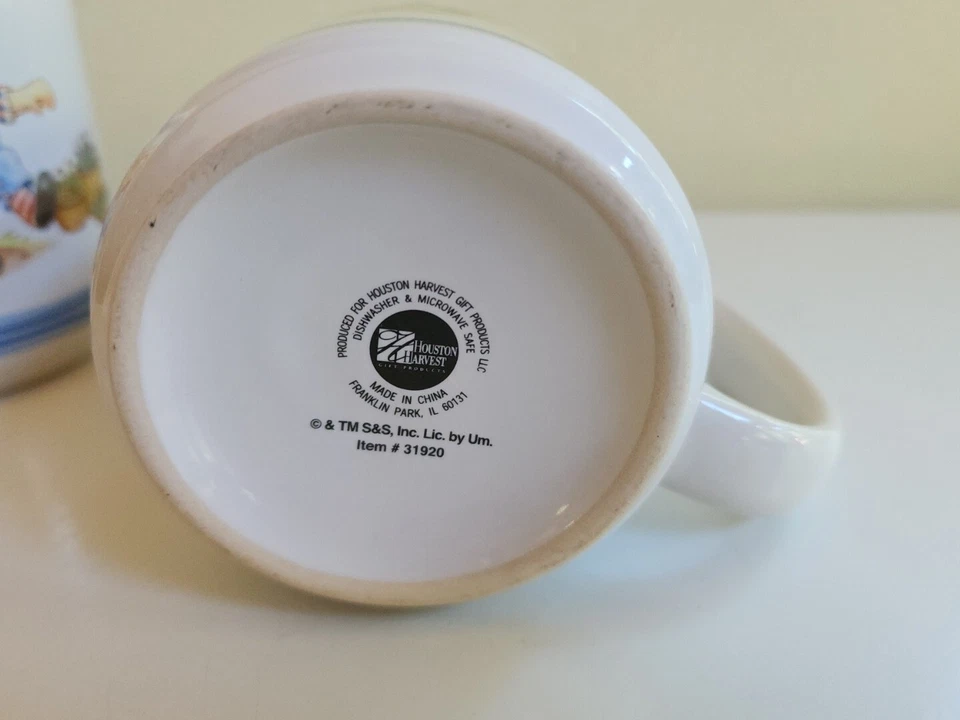 PRODUCED FOR HOUSTON HARVEST GIFT PRODUCTS LLC
DISHWASHER & MICROWAVE SAFE
HOUSTON
HARVEST
GIFT PRODUCTS
MADE IN CHINA
FRANKLIN PARK, IL 60131
© & TM S&S, Inc. Lic. by Um.
Item # 31920